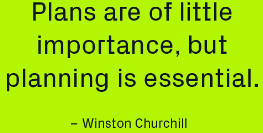 Plans are of little
importance, but
planning is essential.
– Winston Churchill